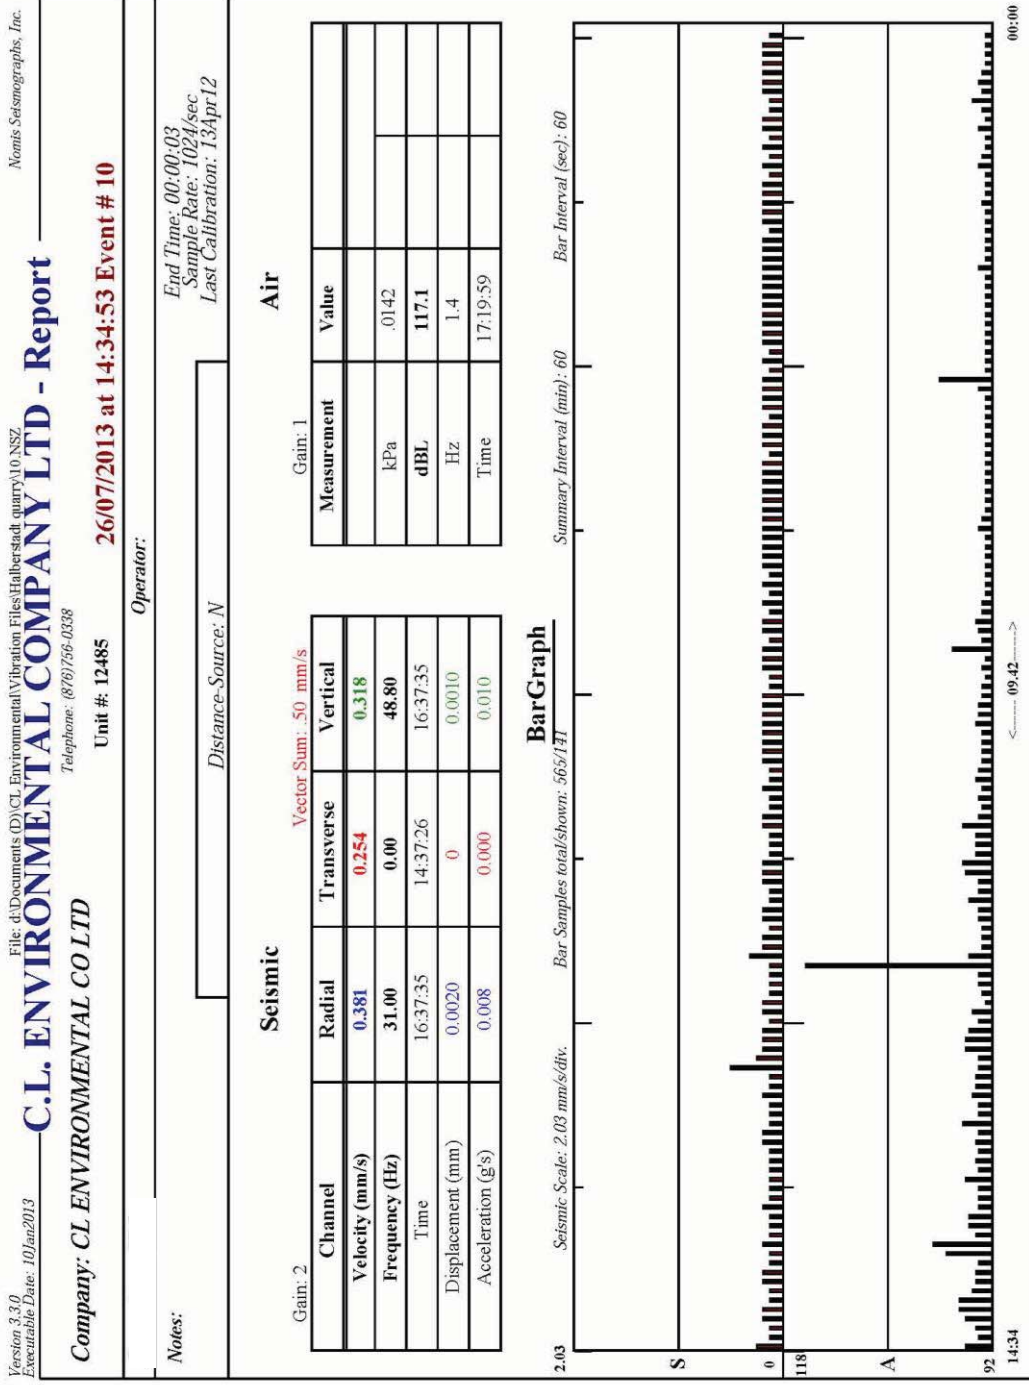 Version 3.3.0
File: d:\Documents (D)\CL Environmental\Vibration Files\Halberstadt quarry\10.NSZ
Nomis Seismographs, Inc.
Executable Date: 10Jan2013
C.L. ENVIRONMENTAL COMPANY LTD - Report
Telephone: (876)756-0338
Company: CL ENVIRONMENTAL CO LTD
Unit #: 12485
26/07/2013 at 14:34:53 Event # 10
Operator:
Notes:
End Time: 00:00:03
Sample Rate: 1024/sec
Last Calibration: 13Apr12
Distance-Source: N
Seismic
Air
Gain: 2
Vector Sum: .50 mm/s
Gain: 1
Channel Radial Transverse Vertical
Velocity (mm/s) 0.381 0.254 0.318
Frequency (Hz) 31.00 0.00 48.80
Time 16:37:35 14:37:26 16:37:35
Displacement (mm) 0.0020 0 0.0010
Acceleration (g's) 0.008 0.000 0.010
Measurement Value
kPa .0142
dBL 117.1
Hz 1.4
Time 17:19:59
BarGraph
Seismic Scale: 2.03 mm/s/div.
Bar Samples total/shown: 565/141
Summary Interval (min): 60
Bar Interval (sec): 60
2.03
S
0
118
A
92
14:34
<------ 09.42------>
00:00